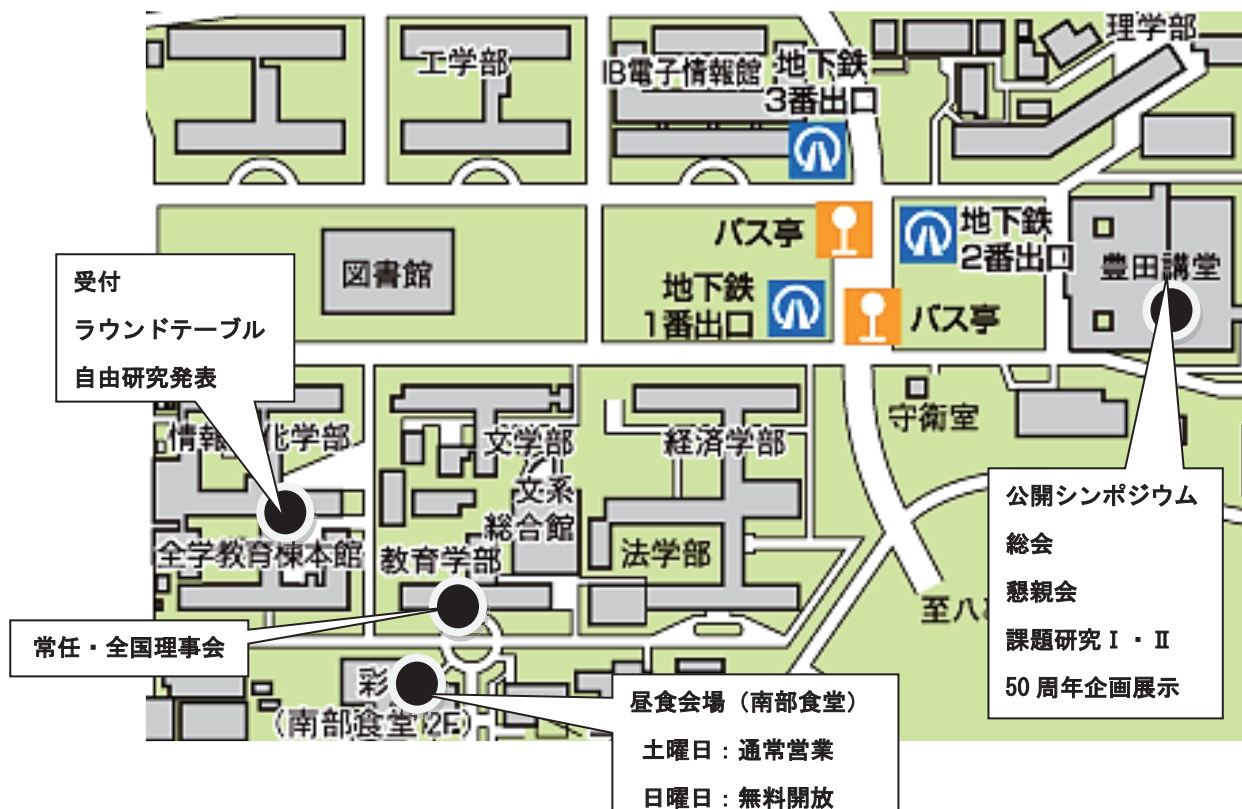 工学部
IB電子情報館
地下鉄
3番出口
理学部
バス亭
地下鉄
2番出口
豊田講堂
図書館
地下鉄
1番出口
バス亭
受付
ラウンドテーブル
自由研究発表
情報 化学部
文学部
経済学部
守衛室
文系
総合館
全学教育棟本館
教育学部
法学部
至八
常任・全国理事会
彩
(南部食堂2F)
昼食会場（南部食堂）
土曜日：通常営業
日曜日：無料開放
公開シンポジウム
総会
懇親会
課題研究Ⅰ・Ⅱ
50周年企画展示